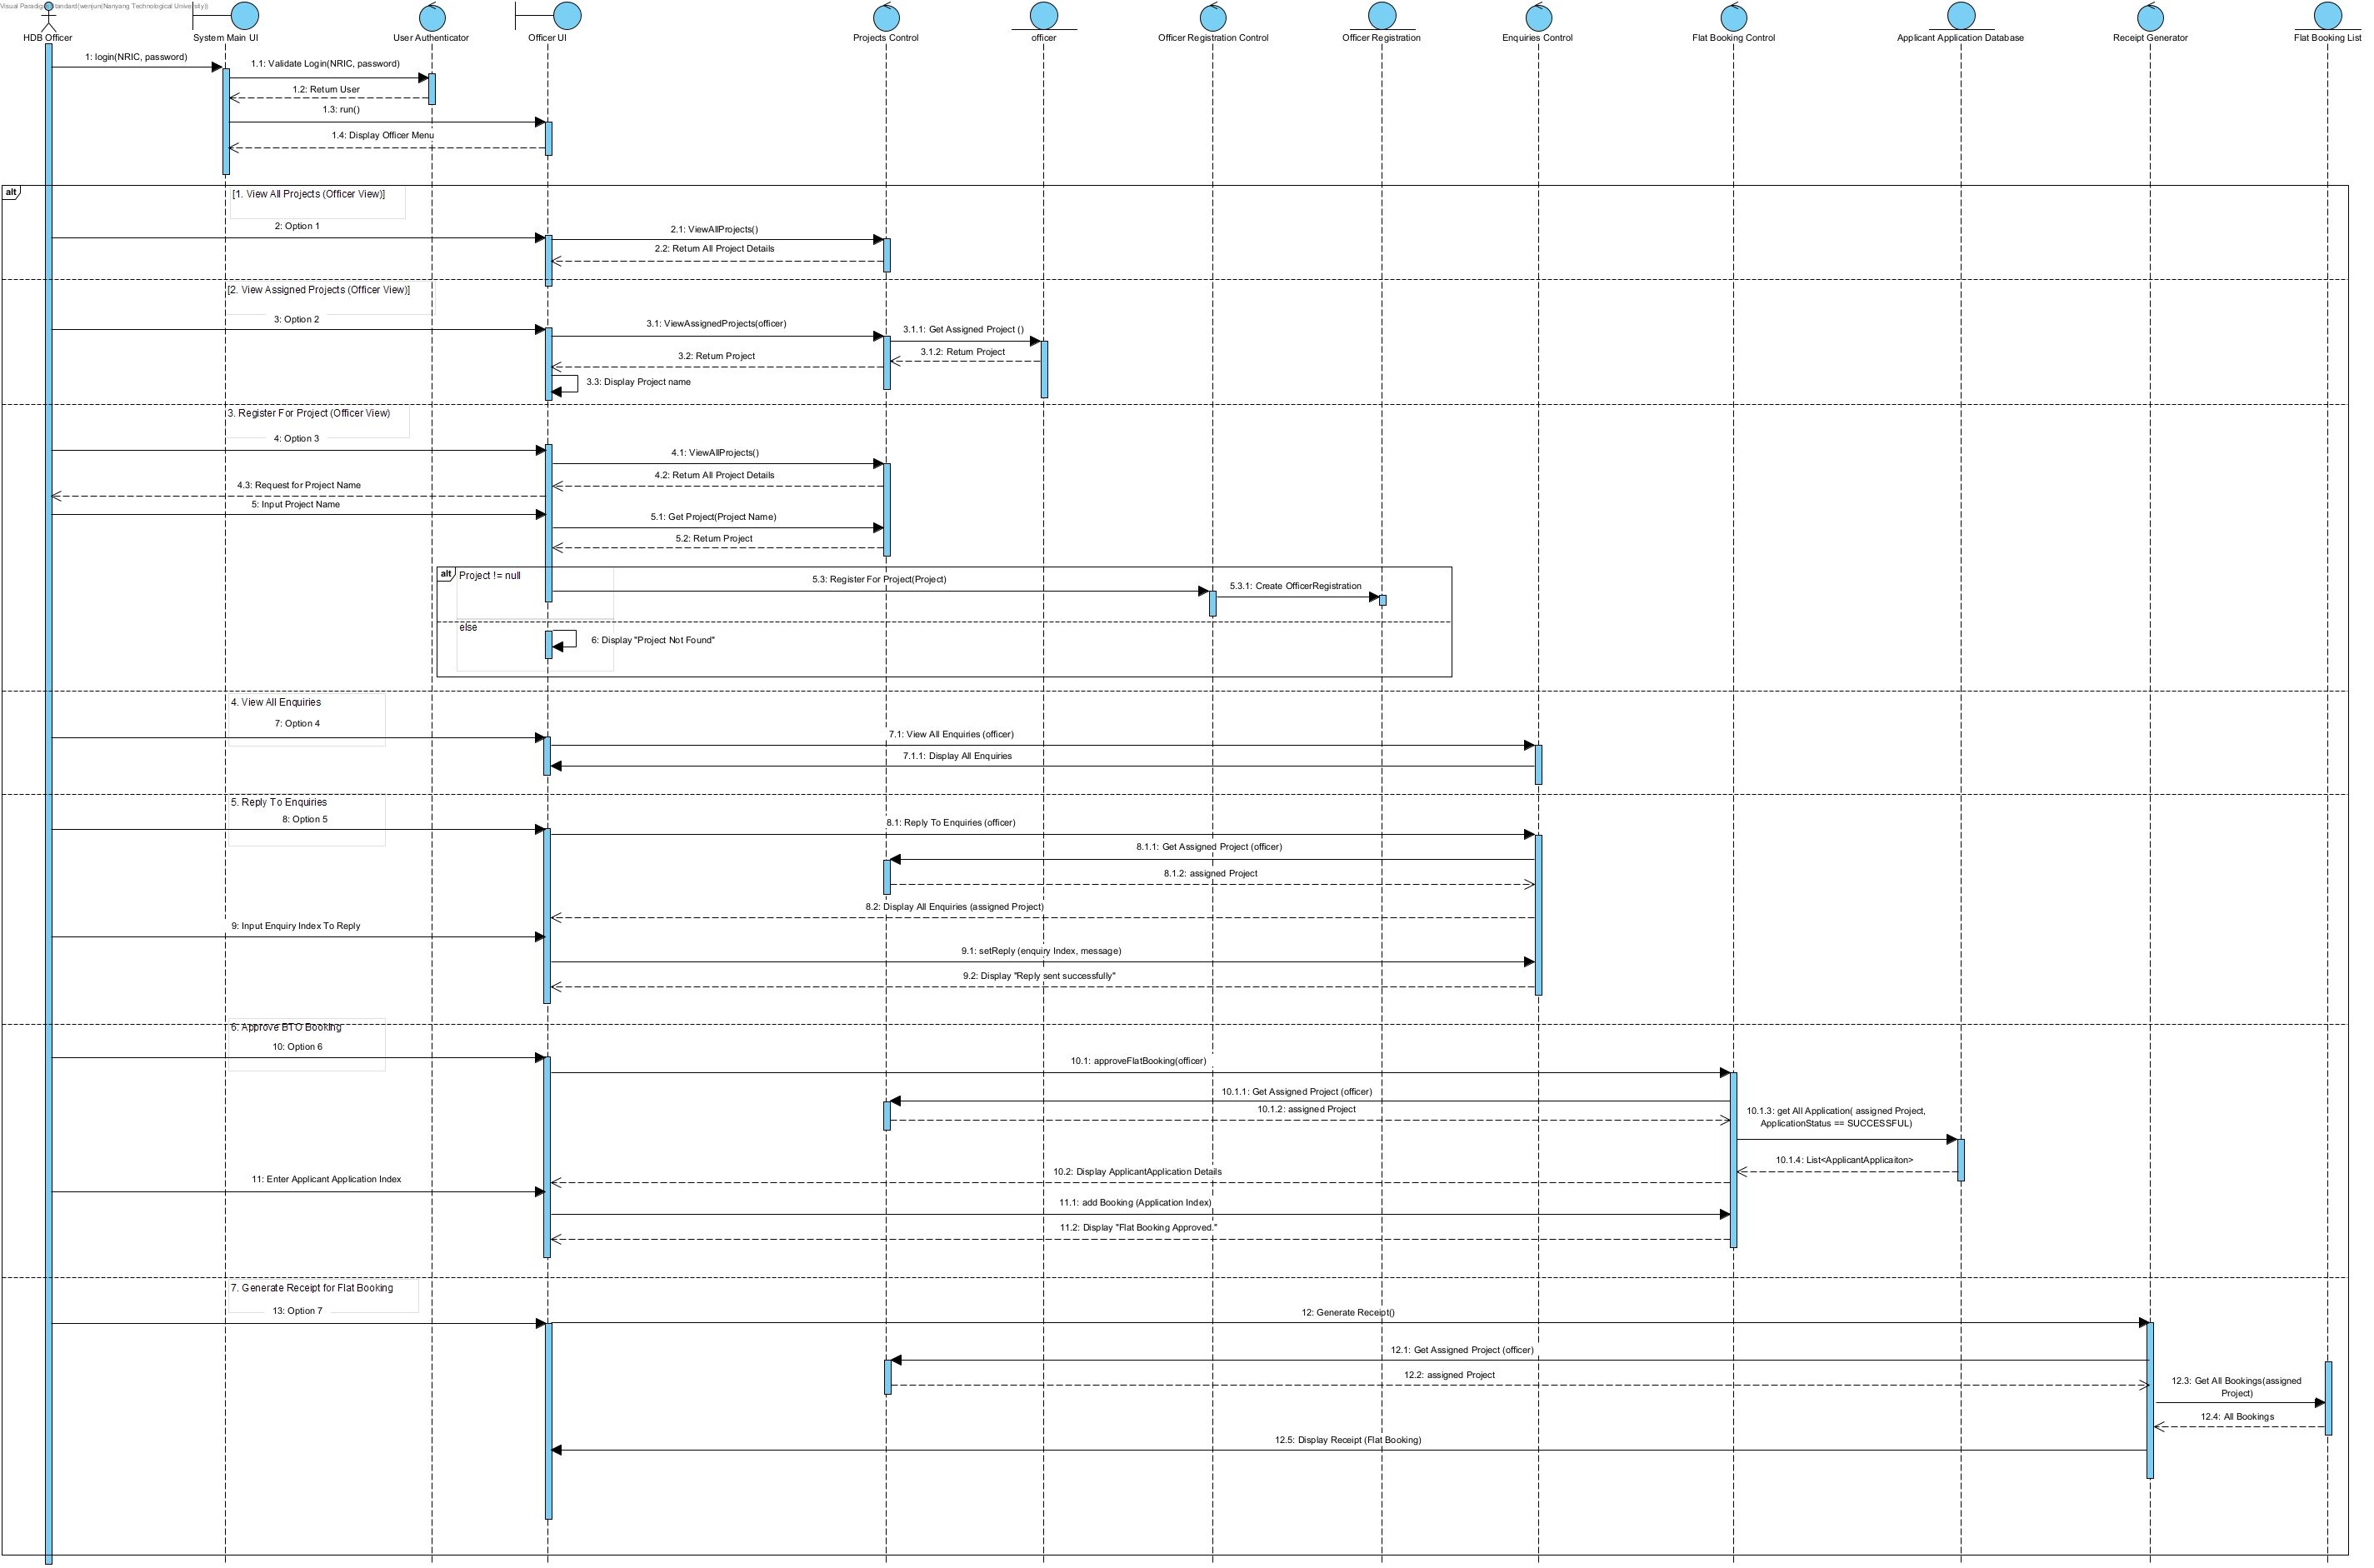 Visual Paradig Standard(wenjun(Nanyang Technological University))
HDB Officer
System Main UI
User Authenticator
Officer UI
Projects Control
officer
Officer Registration Control
Officer Registration
Enquiries Control
Flat Booking Control
Applicant Application Database
Receipt Generator
Flat Booking List
1: login(NRIC, password)
1.1: Validate Login(NRIC, password)
1.2: Return User
1.3: run()
1.4: Display Officer Menu
alt
[1. View All Projects (Officer View)]
2: Option 1
2.1: ViewAllProjects()
2.2: Return All Project Details
[2. View Assigned Projects (Officer View)]
3: Option 2
3.1: ViewAssignedProjects(officer)
3.1.1: Get Assigned Project ()
3.1.2: Return Project
3.2: Return Project
3.3: Display Project name
3. Register For Project (Officer View)
4: Option 3
4.1: ViewAllProjects()
4.2: Return All Project Details
4.3: Request for Project Name
5: Input Project Name
5.1: Get Project(Project Name)
5.2: Return Project
alt
Project != null
5.3: Register For Project(Project)
5.3.1: Create OfficerRegistration
else
6: Display "Project Not Found"
4. View All Enquiries
7: Option 4
7.1: View All Enquiries (officer)
7.1.1: Display All Enquiries
5. Reply To Enquiries
8: Option 5
8.1: Reply To Enquiries (officer)
8.1.1: Get Assigned Project (officer)
8.1.2: assigned Project
8.2: Display All Enquiries (assigned Project)
9: Input Enquiry Index To Reply
9.1: setReply (enquiry Index, message)
9.2: Display "Reply sent successfully"
6. Approve BTO Booking
10: Option 6
10.1: approveFlatBooking(officer)
10.1.1: Get Assigned Project (officer)
10.1.2: assigned Project
10.1.3: get All Application( assigned Project,
ApplicationStatus == SUCCESSFUL)
10.1.4: List<ApplicantApplicaiton>
10.2: Display ApplicantApplication Details
11: Enter Applicant Application Index
11.1: add Booking (Application Index)
11.2: Display "Flat Booking Approved."
7. Generate Receipt for Flat Booking
13: Option 7
12: Generate Receipt()
12.1: Get Assigned Project (officer)
12.2: assigned Project
12.3: Get All Bookings(assigned
Project)
12.4: All Bookings
12.5: Display Receipt (Flat Booking)